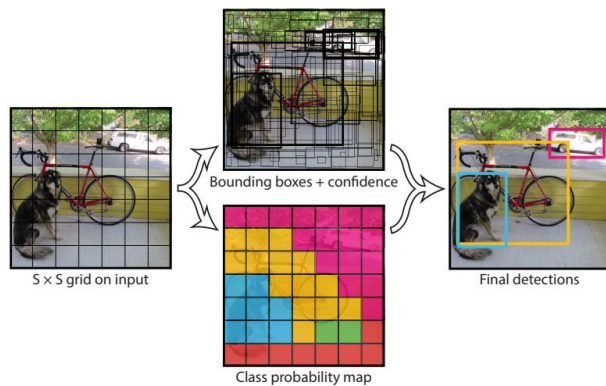 Bounding boxes + confidence
S × S grid on input
Final detections
Class probability map